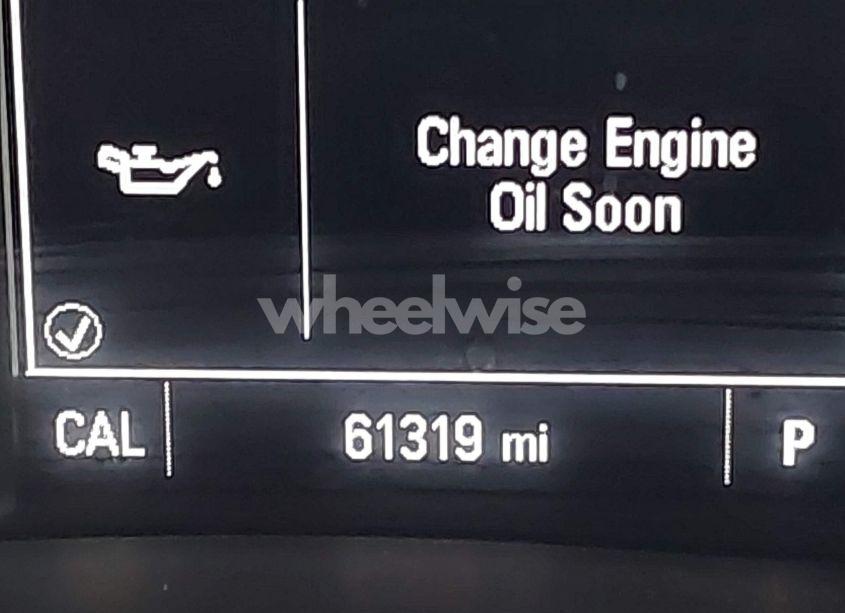 Change Engine
Oil Soon
wheelwise
CAL 61319 mi P